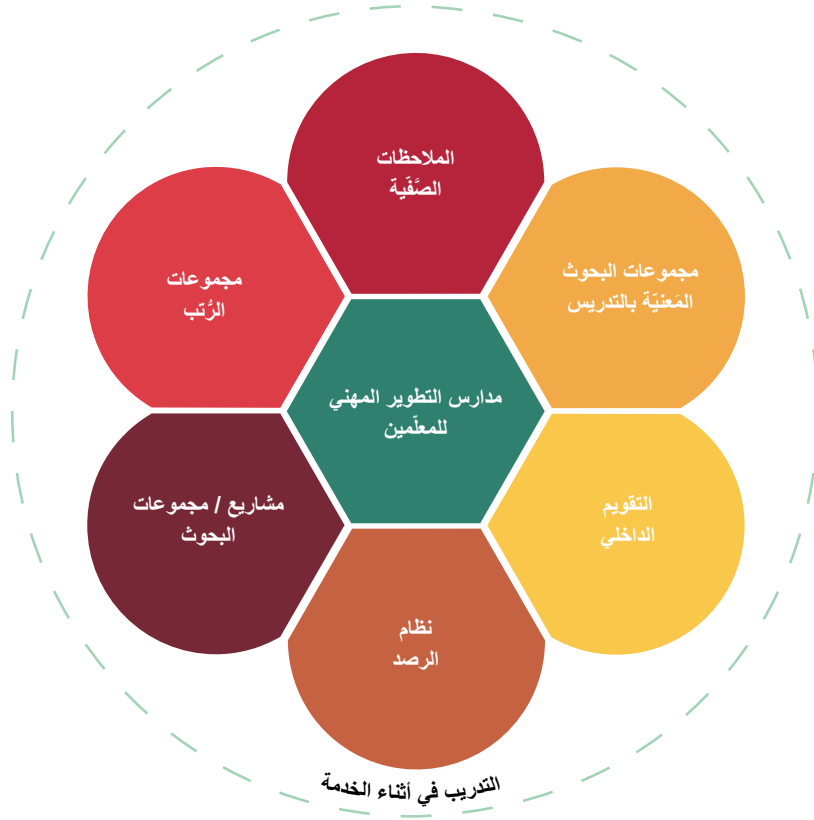 الملاحظات
الصَّفّية
مجموعات البحوث
المَعنيّة بالتدريس
مجموعات
الرُّتب
مدارس التطوير المهني
للمعلّمين
التقويم
الداخلي
مشاريع / مجموعات
البحوث
نظام
الرصد
التدريب في أثناء الخدمة